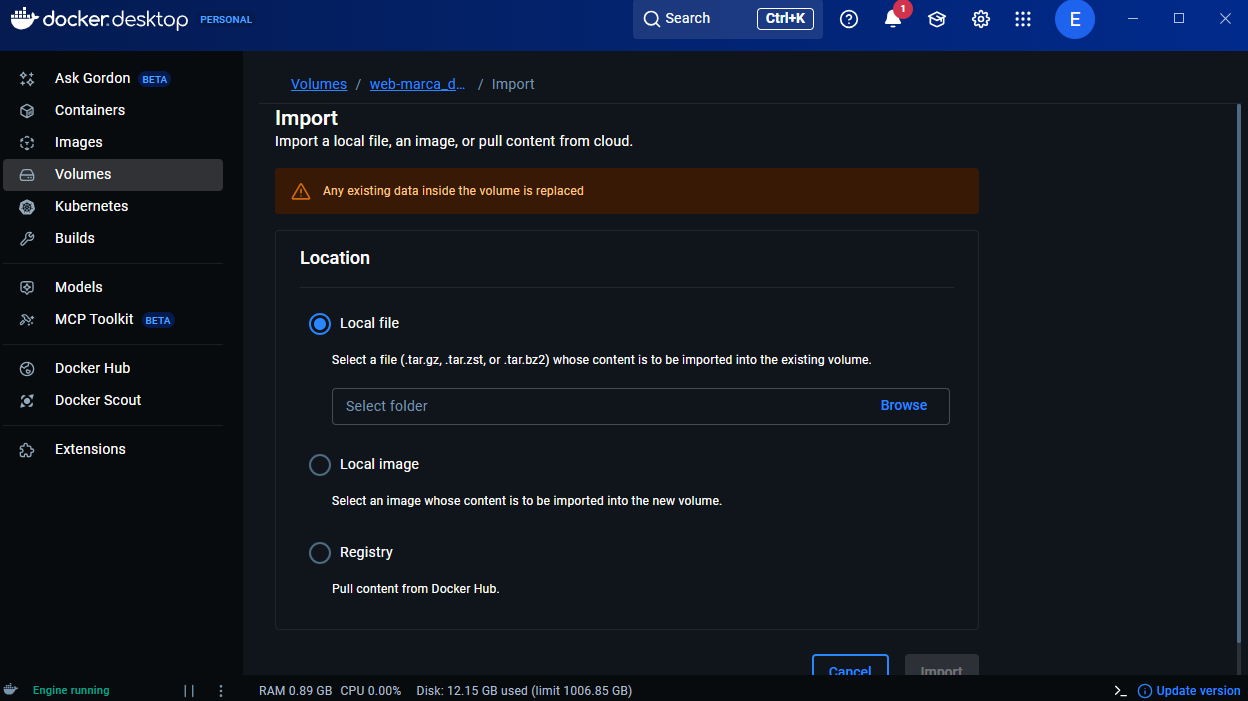 docker.desktop PERSONAL
Search Ctrl+K
1
E
Ask Gordon BETA
Containers
Images
Volumes
Kubernetes
Builds
Models
MCP Toolkit BETA
Docker Hub
Docker Scout
Extensions
Volumes / web-marca_d... / Import
Import
Import a local file, an image, or pull content from cloud.
Any existing data inside the volume is replaced
Location
Local file
Select a file (.tar.gz, .tar.zst, or .tar.bz2) whose content is to be imported into the existing volume.
Select folder Browse
Local image
Select an image whose content is to be imported into the new volume.
Registry
Pull content from Docker Hub.
Cancel Import
Engine running
RAM 0.89 GB CPU 0.00% Disk: 12.15 GB used (limit 1006.85 GB)
Update version